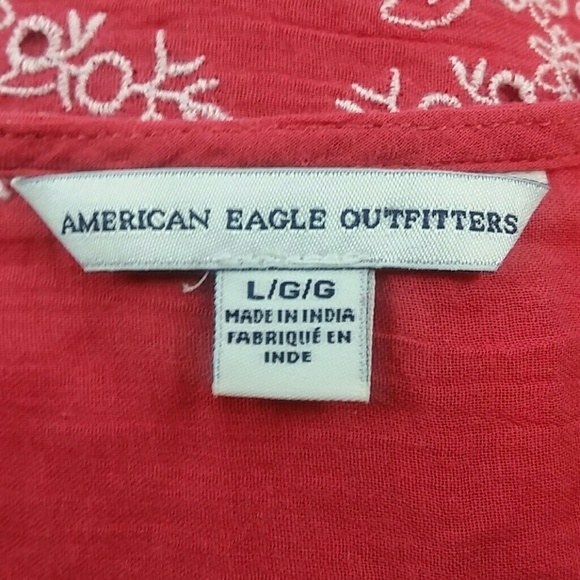 AMERICAN EAGLE OUTFITTERS
L/G/G
MADE IN INDIA
FABRIQUÉ EN
INDE